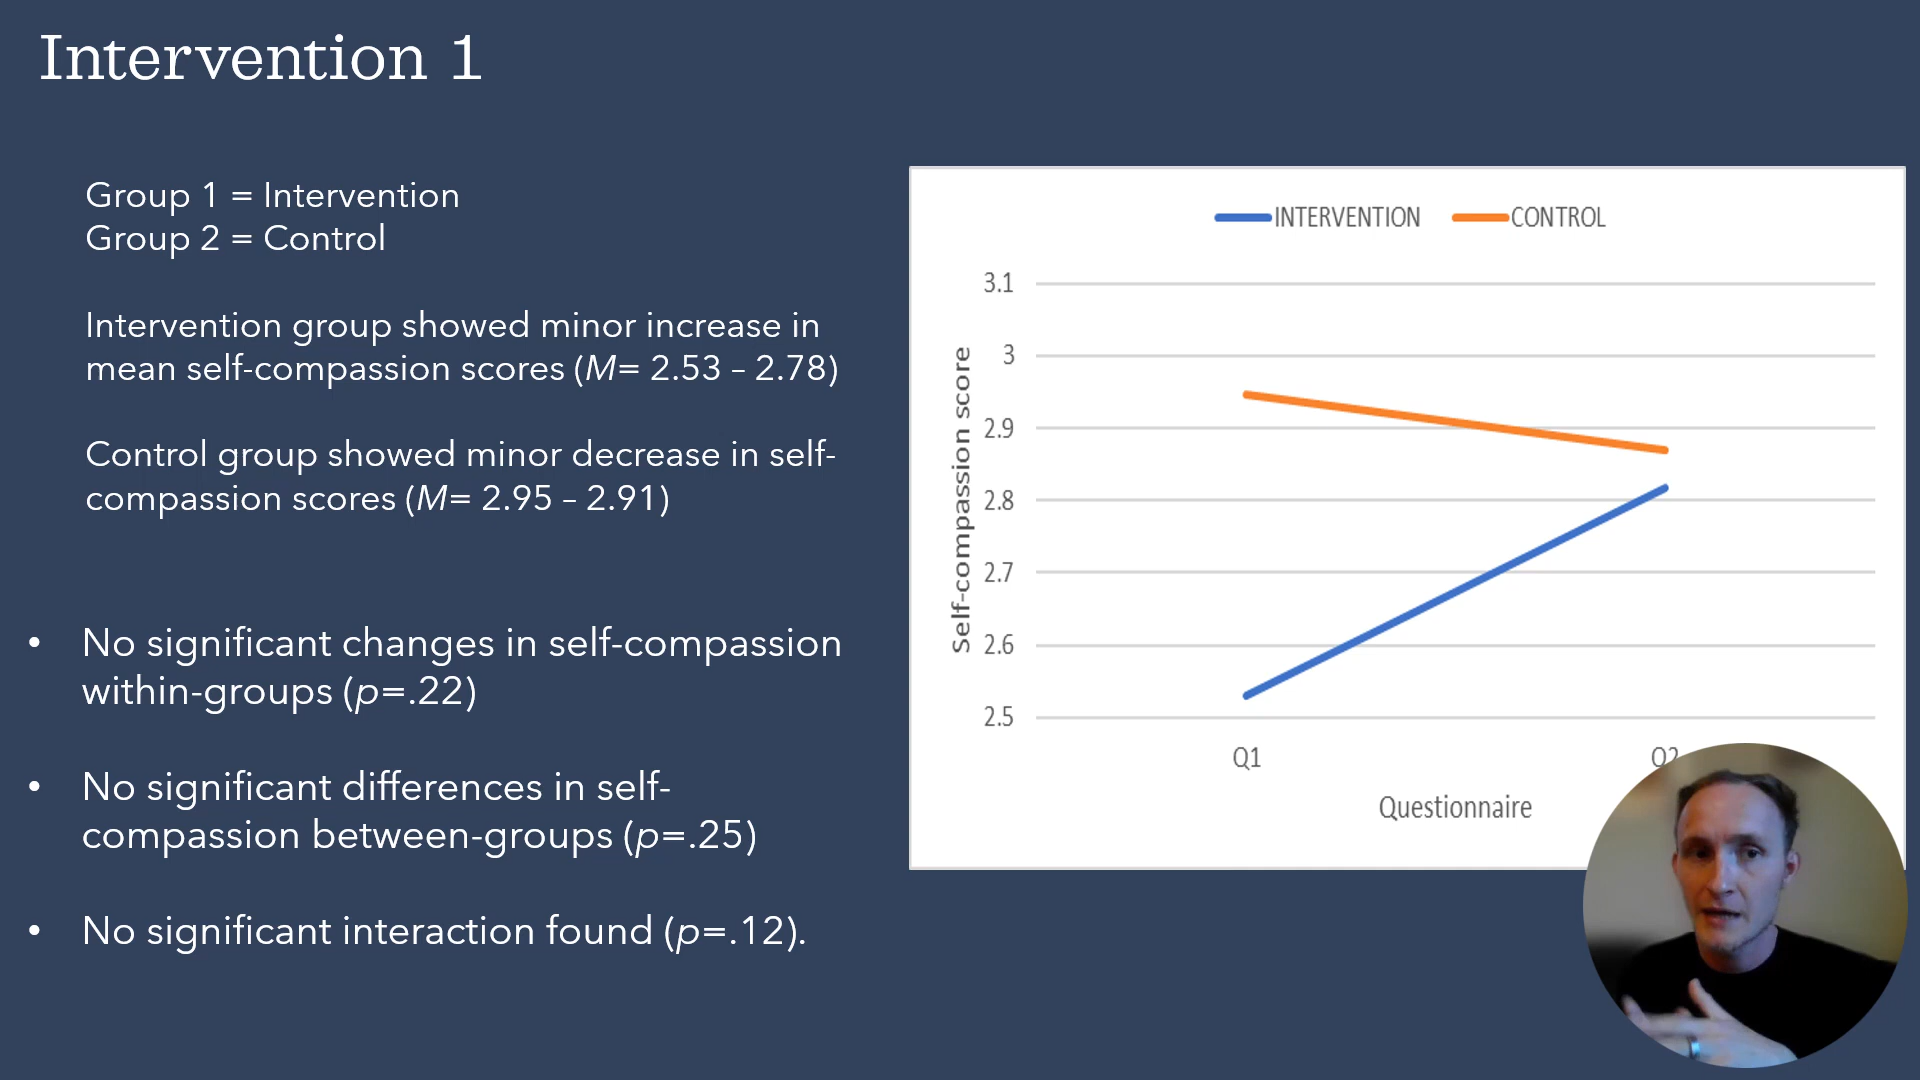 Intervention 1
Group 1 = Intervention
Group 2 = Control
Intervention group showed minor increase in
mean self-compassion scores (M= 2.53 – 2.78)
Control group showed minor decrease in self-
compassion scores (M= 2.95 – 2.91)
• No significant changes in self-compassion
within-groups (p=.22)
• No significant differences in self-
compassion between-groups (p=.25)
• No significant interaction found (p=.12).
INTERVENTION CONTROL
Self-compassion score
3.1
3
2.9
2.8
2.7
2.6
2.5
Q1 Q2
Questionnaire